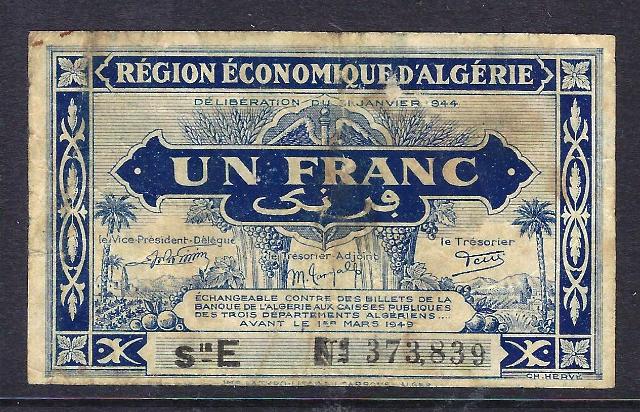 RÉGION ÉCONOMIQUE D'ALGÉRIE
DÉLIBÉRATION DU 31 JANVIER 1944
UN FRANC
فرنك
le Vice-Président-Délégué
le Trésorier Adjoint
le Trésorier
ÉCHANGEABLE CONTRE DES BILLETS DE LA
BANQUE DE L'ALGERIE AUX CAISSES PUBLIQUES
DES TROIS DÉPARTEMENTS ALGÉRIENS ...
AVANT LE 1ER MARS 1949
SIE E No 373,839
CH. HERVÉ